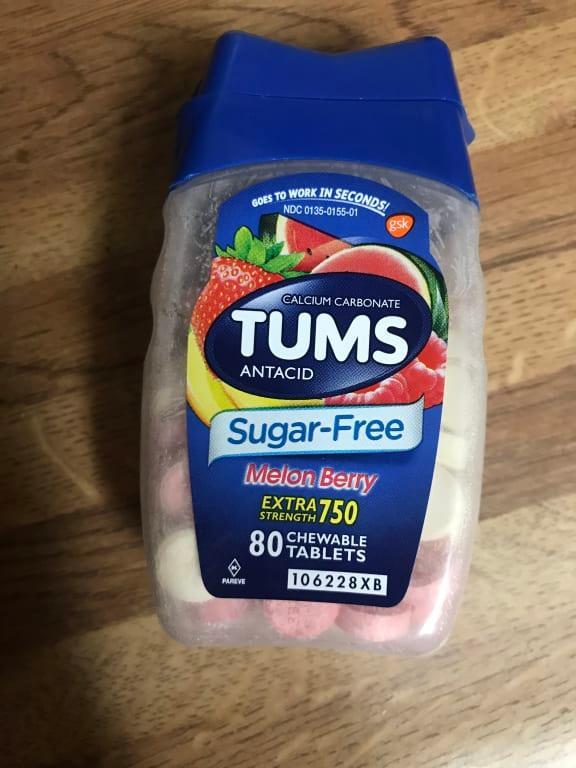 GOES TO WORK IN SECONDS!
NDC 0135-0155-01
gsk
CALCIUM CARBONATE
TUMS
ANTACID
Sugar-Free
Melon Berry
EXTRA STRENGTH 750
80 CHEWABLE TABLETS
K
PAREVE
106228XB